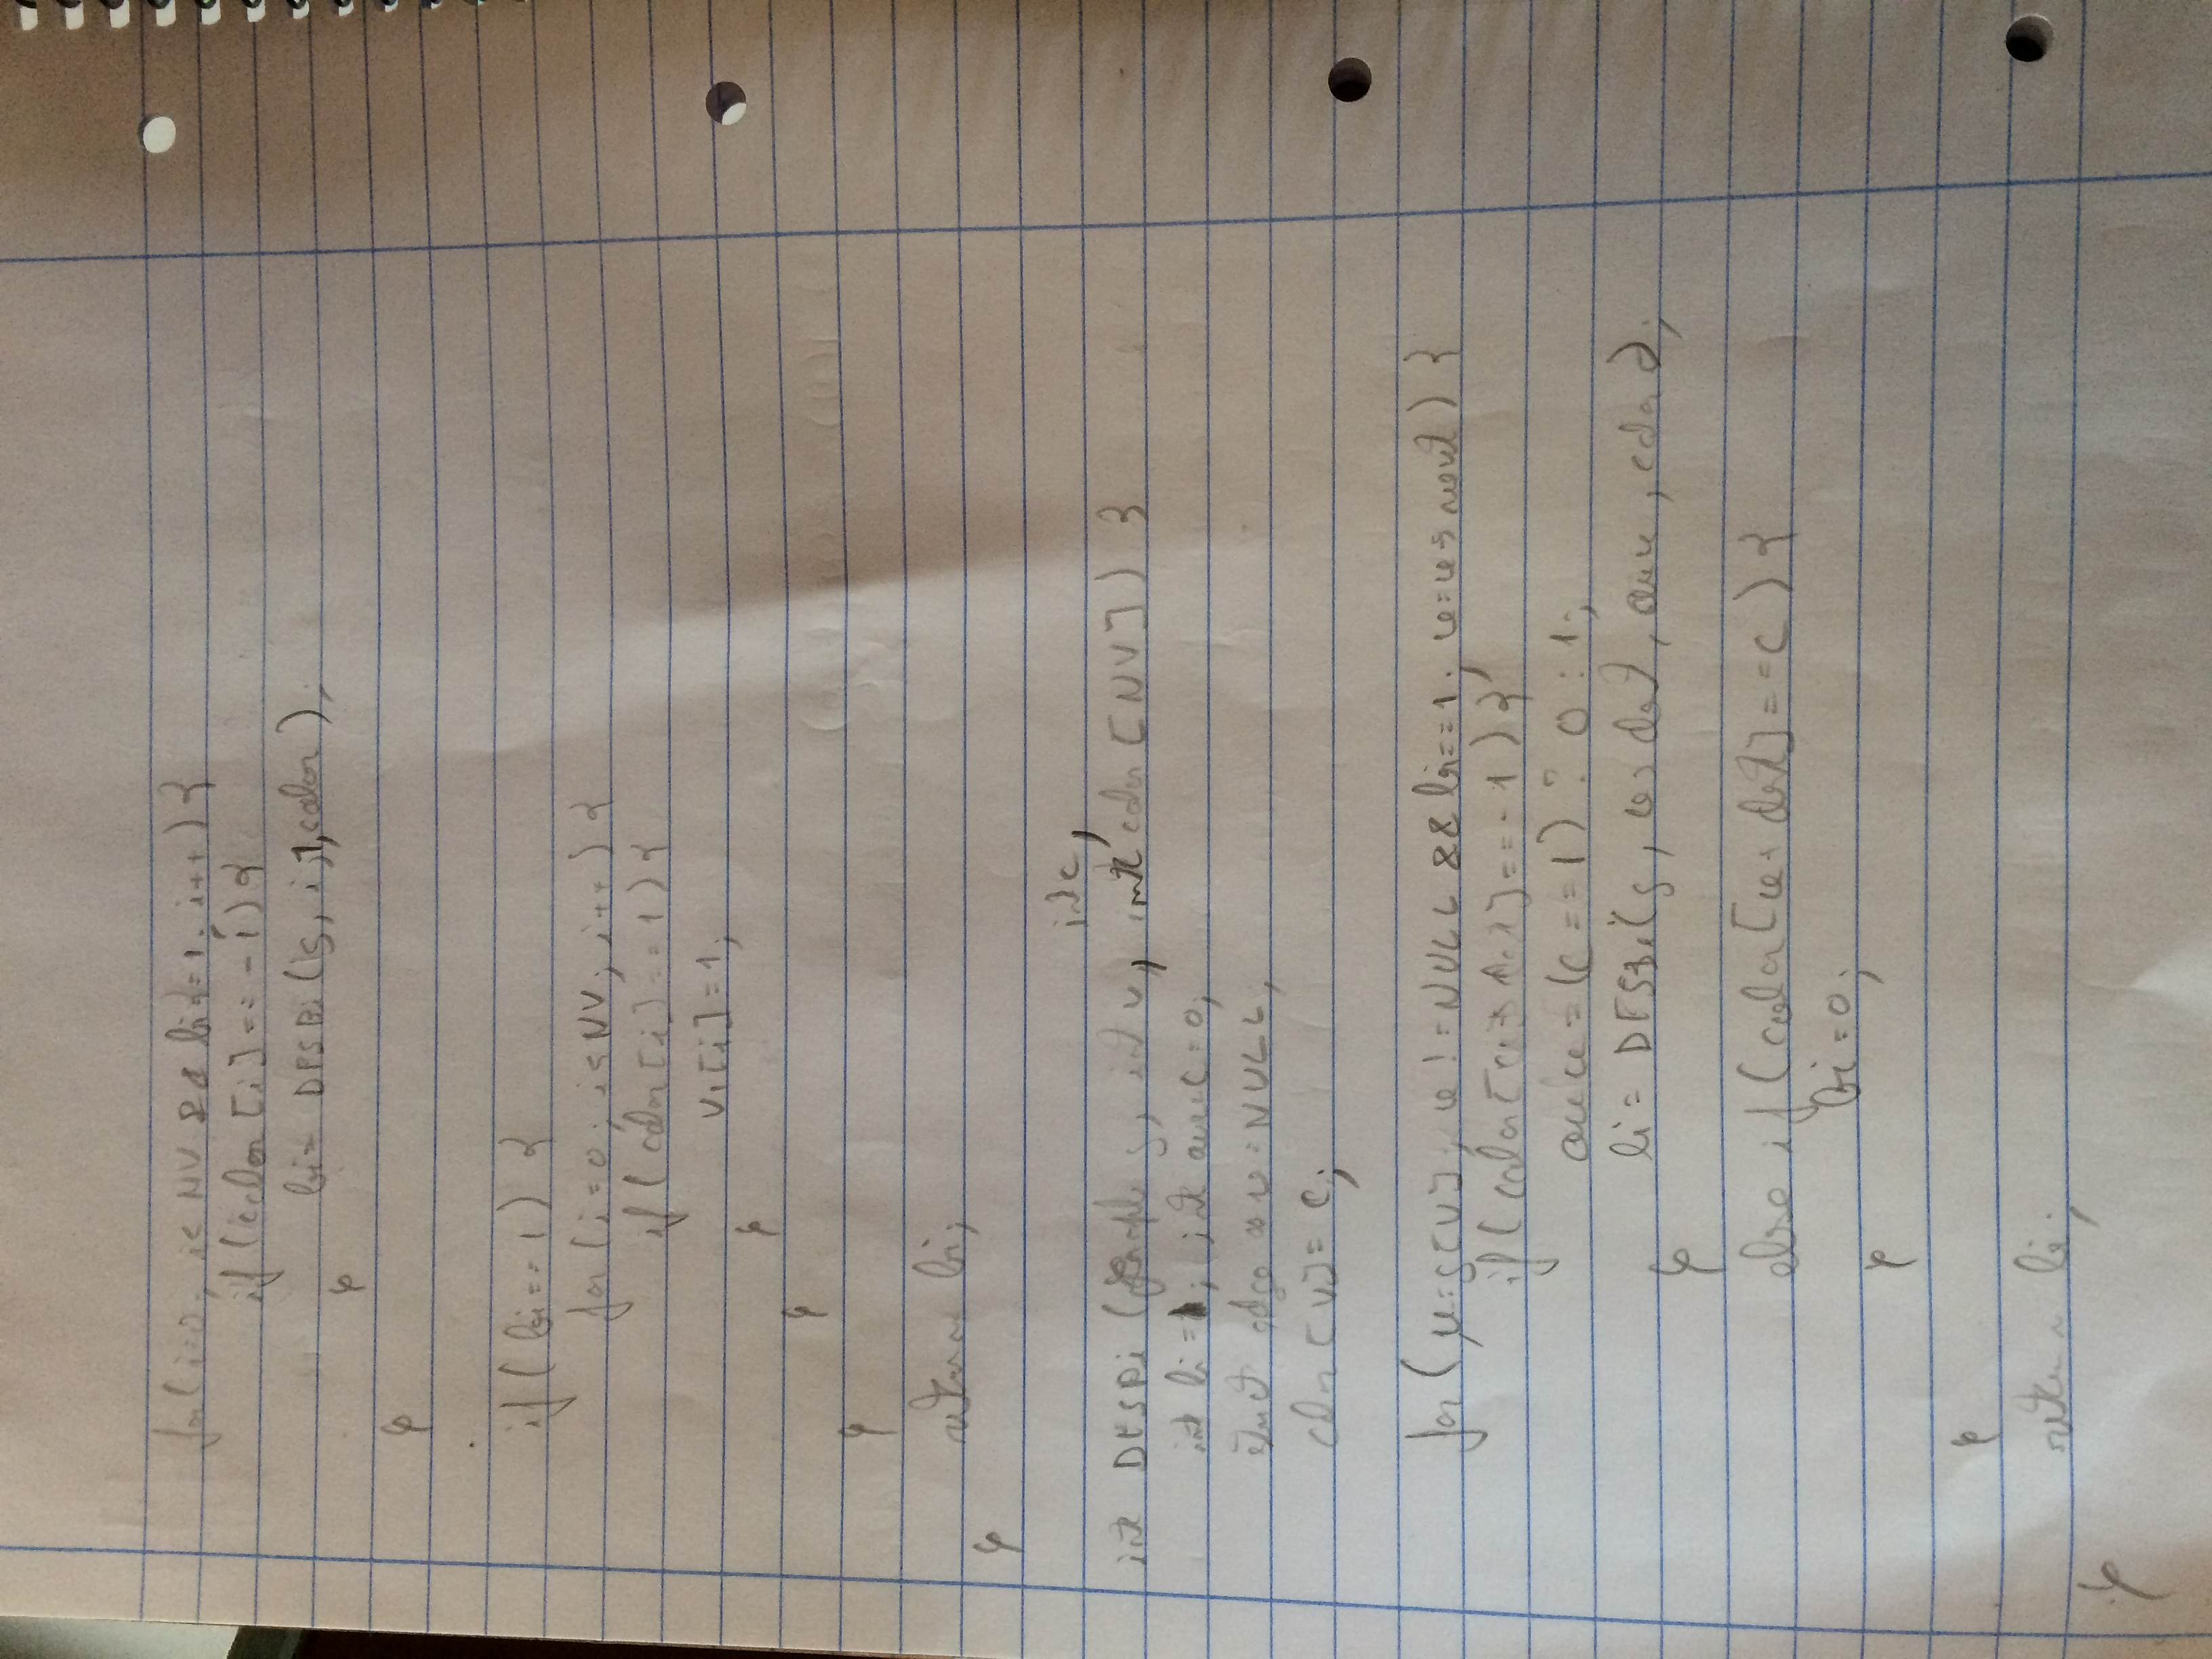 for(i=0; i< NV && bi==1; i++){
if(color[i]==-1){
bi= DFSBi(g, i,1,color);
}
}
if(bi==1) {
for(i=0; i<NV; i++){
if(color[i]==1){
V1[i]=1;
}
}
}
return bi;
}
int c,
int DFSBi (graph g, int v, int color[NV]) {
int bi=1; int auxc=0;
struct edge *u=NULL;
color[v]= c;
for(u=g[v]; u!=NULL && bi==1; u=u->next) {
if(color[u->dest]==-1){
= (c==1) ? 0 : 1;
bi= DFSBi(g, u->dest, , color);
}
else if(color[u->dest]==c){
bi=0;
}
}
return bi;
}